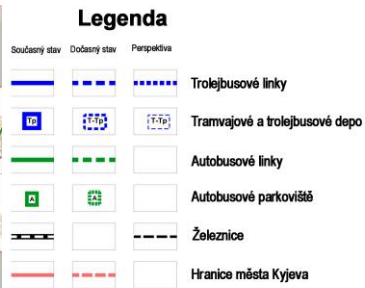 Legenda
Současný stav Dočasný stav Perspektiva
Trolejbusové linky
Tp T-Tp T-Tp Tramvajové a trolejbusové depo
Autobusové linky
A A Autobusové parkoviště
Železnice
Hranice města Kyjeva